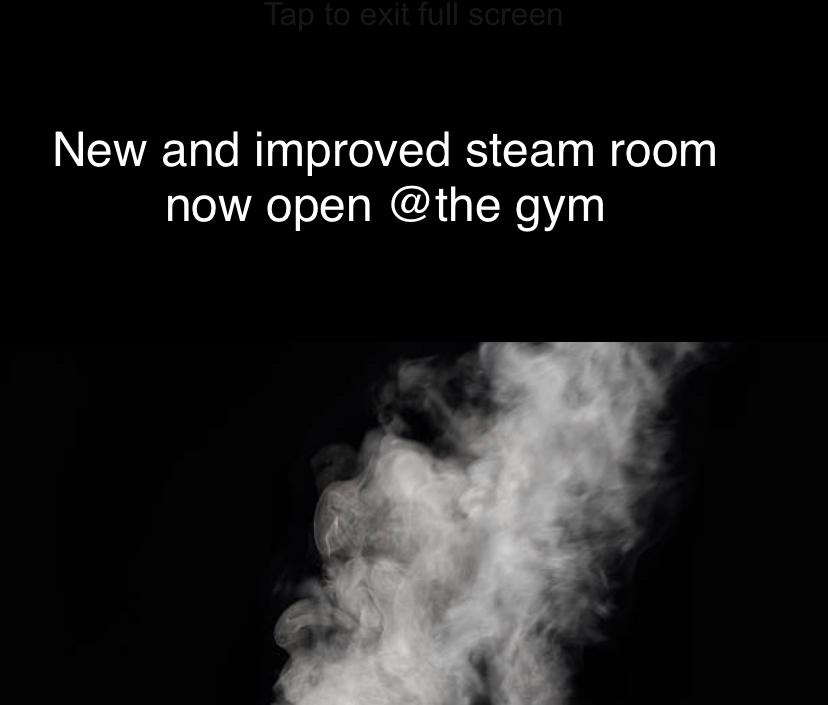 Tap to exit full screen
New and improved steam room
now open @the gym